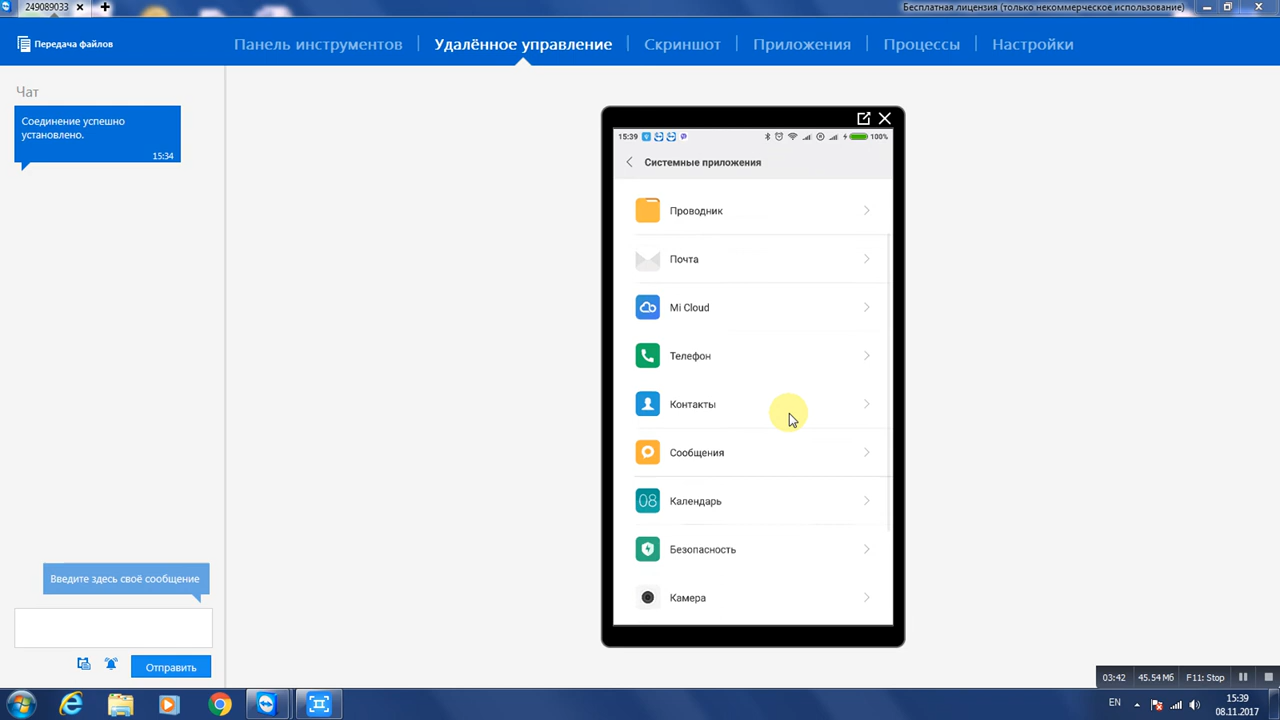 249089033
Бесплатная лицензия (только некоммерческое использование)
Передача файлов
Панель инструментов
Удалённое управление
Скриншот
Приложения
Процессы
Настройки
Чат
Соединение успешно
установлено.
15:34
15:39
100%
Системные приложения
Проводник
Почта
Mi Cloud
Телефон
Контакты
Сообщения
08
Календарь
Безопасность
Камера
Введите здесь своё сообщение
Отправить
03:42
45.54 Мб
F11: Stop
EN
15:39
08.11.2017